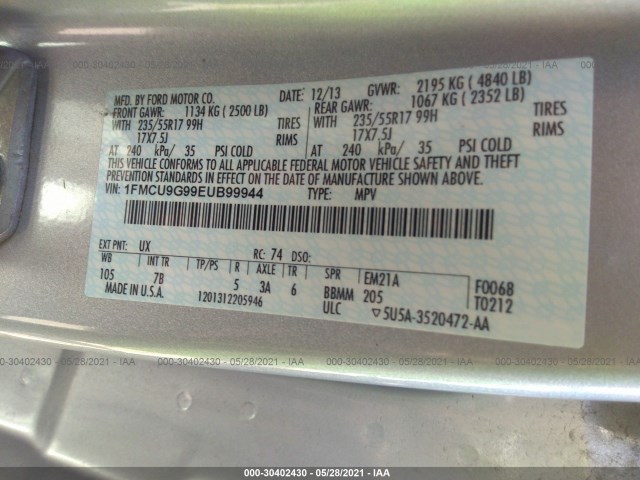 MFD. BY FORD MOTOR CO.
DATE: 12/13 GVWR: 2195 KG ( 4840 LB)
FRONT GAWR: 1134 KG ( 2500 LB)
REAR GAWR: 1067 KG ( 2352 LB)
WITH 235/55R17 99H TIRES
WITH 235/55R17 99H TIRES
17X7.5J RIMS
17X7.5J RIMS
AT 240 kPa/ 35 PSI COLD
AT 240 kPa/ 35 PSI COLD
THIS VEHICLE CONFORMS TO ALL APPLICABLE FEDERAL MOTOR VEHICLE SAFETY AND THEFT
PREVENTION STANDARDS IN EFFECT ON THE DATE OF MANUFACTURE SHOWN ABOVE.
VIN: 1FMCU9G99EUB99944 TYPE: MPV
EXT PNT: UX RC: 74 DSO:
WB INT TR TP/PS R AXLE TR SPR
105 7B 5 3A 6
EM21A F0068
BBMM 205 T0212
MADE IN U.S.A. 1201312205946
ULC ▽5U5A-3520472-AA
000-30402430 - 05/28/2021 - IAA
000-30402430 - 05/28/2021 - IAA
000-30402430 - 05/28/2021 - IAA